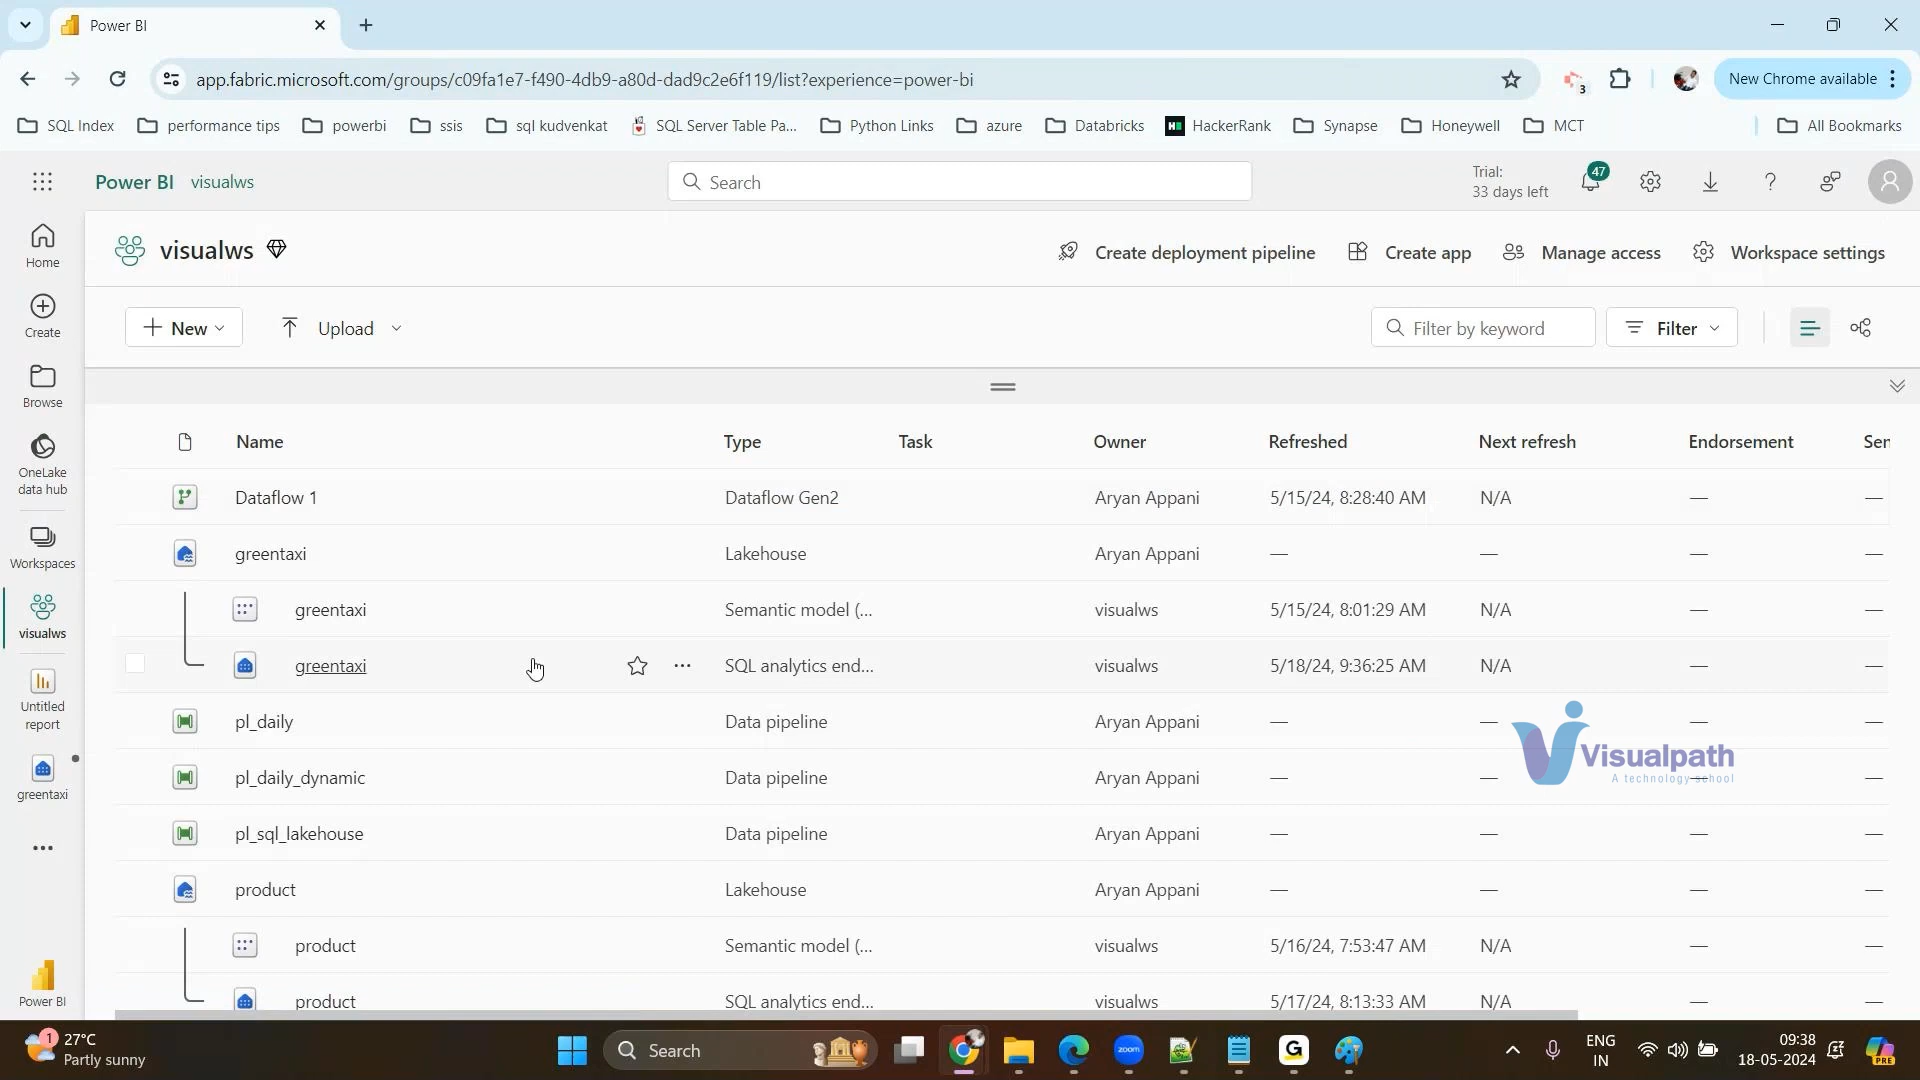 Power BI
app.fabric.microsoft.com/groups/c09fa1e7-f490-4db9-a80d-dad9c2e6f119/list?experience=power-bi
3
New Chrome available
SQL Index
performance tips
powerbi
ssis
sql kudvenkat
SQL Server Table Pa...
Python Links
azure
Databricks
HackerRank
Synapse
Honeywell
MCT
All Bookmarks
Power BI visualws
Search
Trial:
33 days left
47
Home
Create
Browse
OneLake
data hub
Workspaces
visualws
Untitled
report
greentaxi
Power BI
visualws
Create deployment pipeline
Create app
Manage access
Workspace settings
New
Upload
Filter by keyword
Filter
Name Type Task Owner Refreshed Next refresh Endorsement Sen
Dataflow 1 Dataflow Gen2 Aryan Appani 5/15/24, 8:28:40 AM N/A — —
greentaxi Lakehouse Aryan Appani — — — —
greentaxi Semantic model (... visualws 5/15/24, 8:01:29 AM N/A — —
greentaxi SQL analytics end... visualws 5/18/24, 9:36:25 AM N/A — —
pl_daily Data pipeline Aryan Appani — — — —
pl_daily_dynamic Data pipeline Aryan Appani — — — —
pl_sql_lakehouse Data pipeline Aryan Appani — — — —
product Lakehouse Aryan Appani — — — —
product Semantic model (... visualws 5/16/24, 7:53:47 AM N/A — —
product SQL analytics end... visualws 5/17/24, 8:13:33 AM N/A — —
Visualpath
A technology school
1
27°C
Partly sunny
Search
zoom
G
ENG
IN
09:38
18-05-2024
PRE